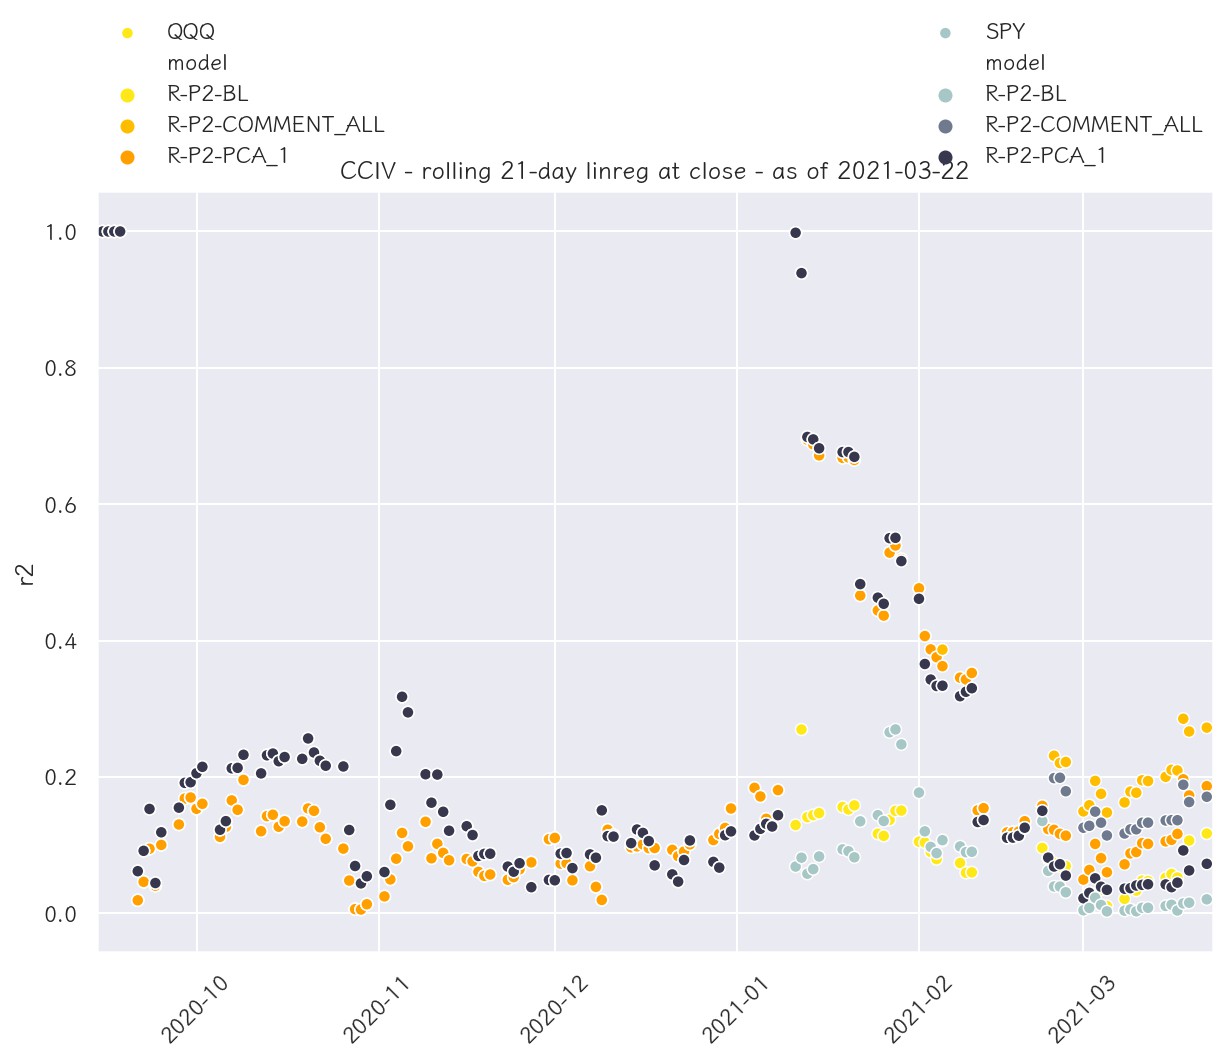 QQQ
model
R-P2-BL
R-P2-COMMENT_ALL
R-P2-PCA_1
SPY
model
R-P2-BL
R-P2-COMMENT_ALL
R-P2-PCA_1
CCIV - rolling 21-day linreg at close - as of 2021-03-22
1.0
0.8
0.6
0.4
0.2
0.0
r2
2020-10
2020-11
2020-12
2021-01
2021-02
2021-03